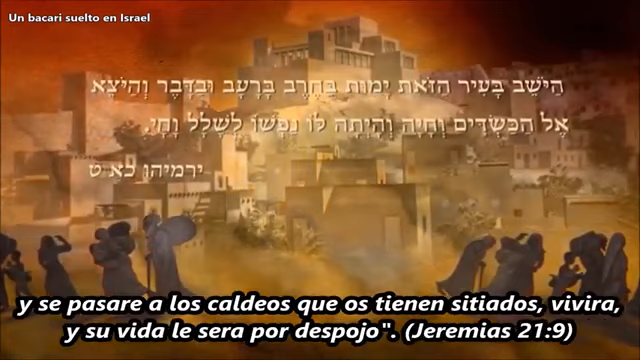 Un bacari suelto en Israel
הַיֹּשֵׁב בָּעִיר הַזֹּאת יָמוּת בַּחֶרֶב בָּרָעָב וּבַדָּבֶר וְהַיֹּצֵא
אֶל הַכַּשְׂדִּים וְחָיָה וְהָיְתָה לּוֹ נַפְשׁוֹ לְשָׁלָל וָחָי.
ירמיהו כא ט
y se pasare a los caldeos que os tienen sitiados, vivira,
y su vida le sera por despojo". (Jeremias 21:9)